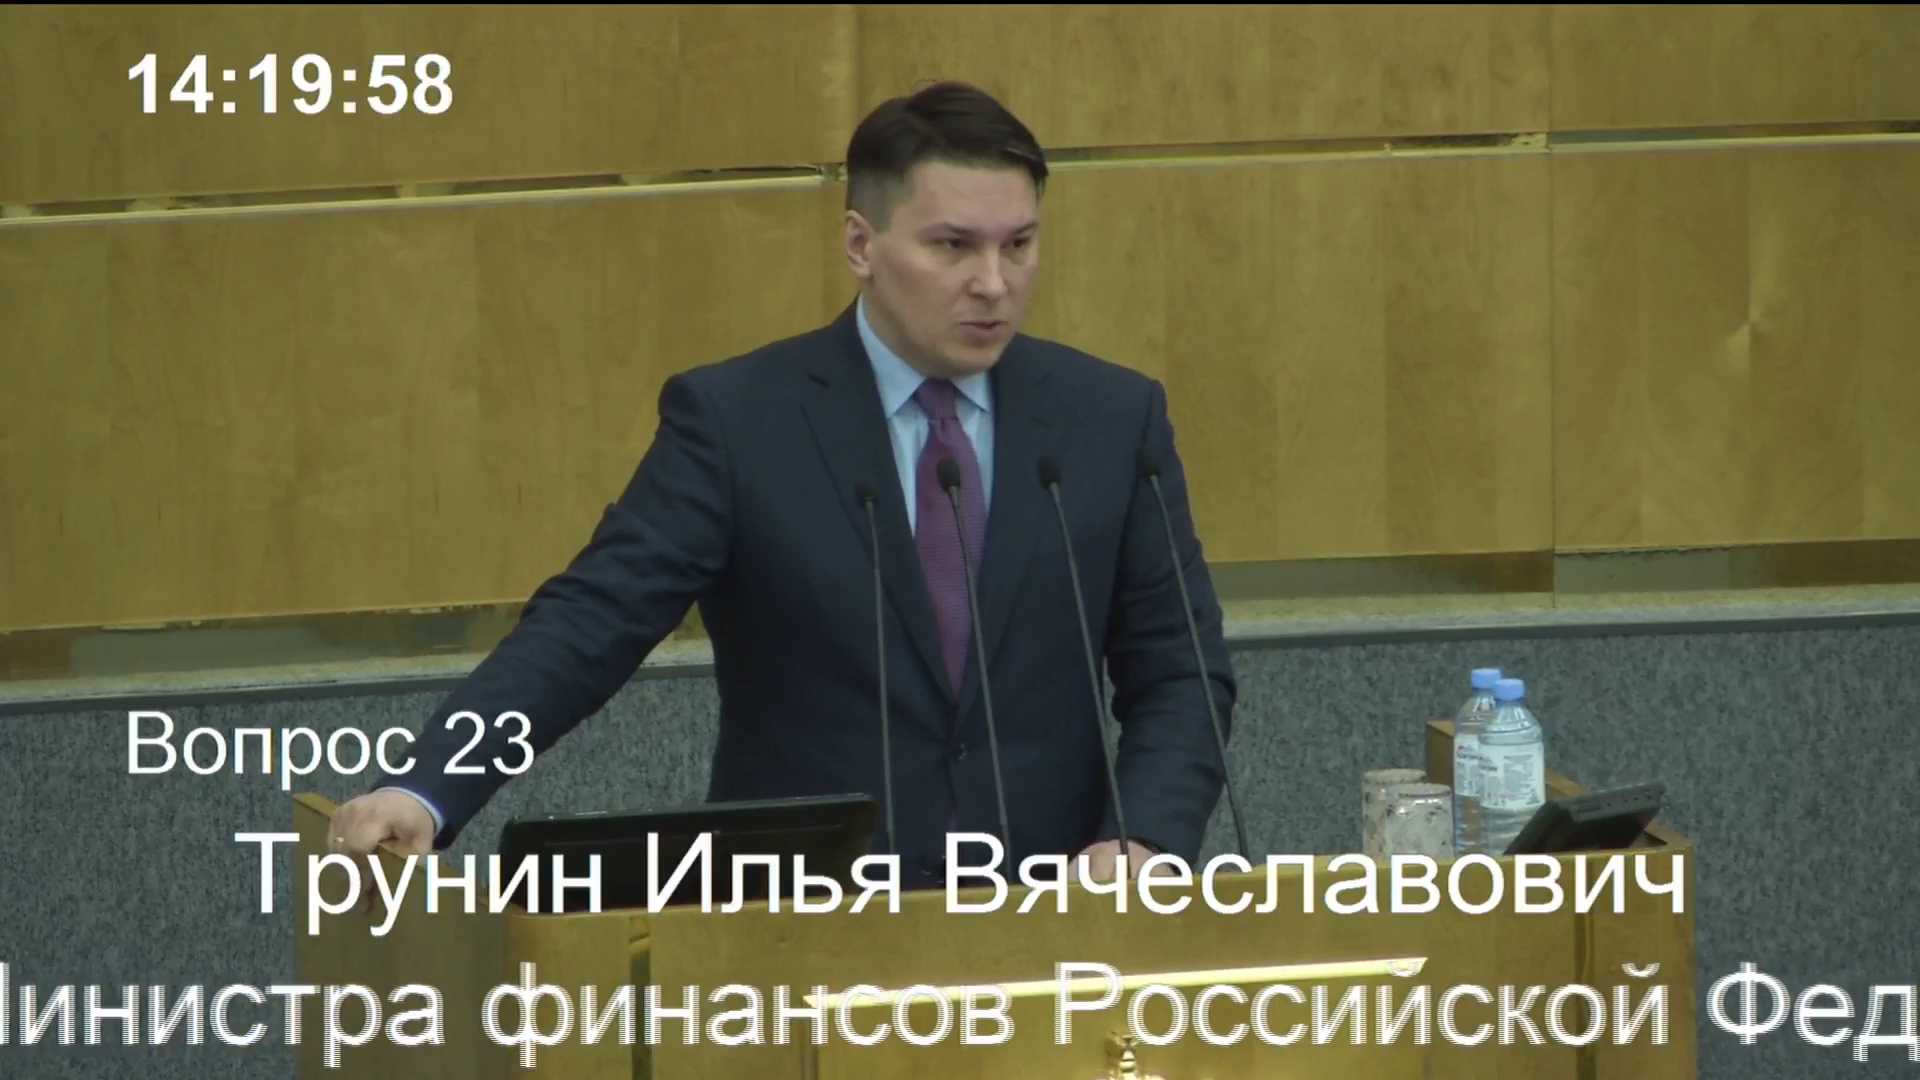 14:19:58
Вопрос 23
Трунин Илья Вячеславович
инистра финансов Российской Фед